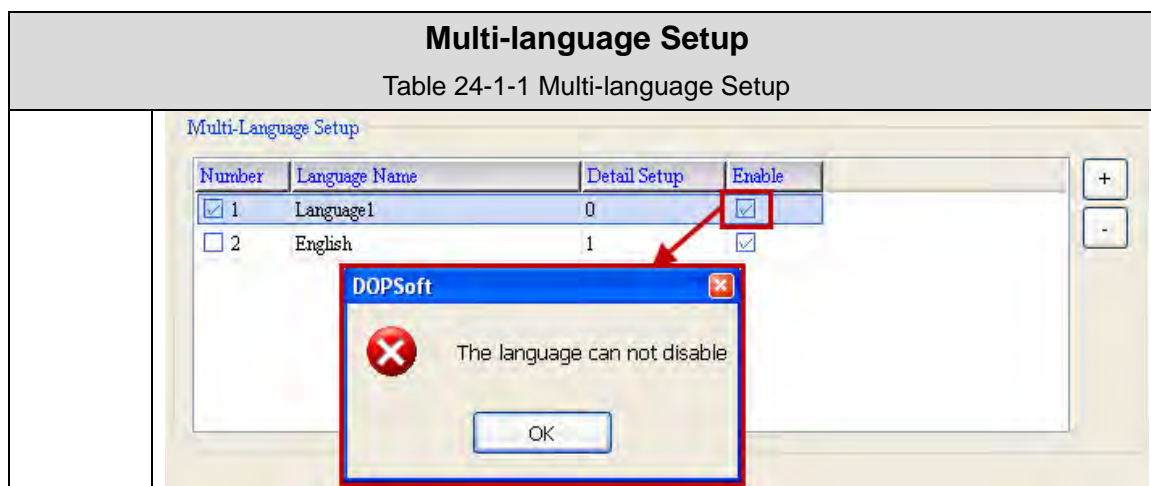 Multi-language Setup
Table 24-1-1 Multi-language Setup
Multi-Language Setup
Number Language Name Detail Setup Enable
1 Language1 0
2 English 1
+
-
DOPSoft
The language can not disable
OK